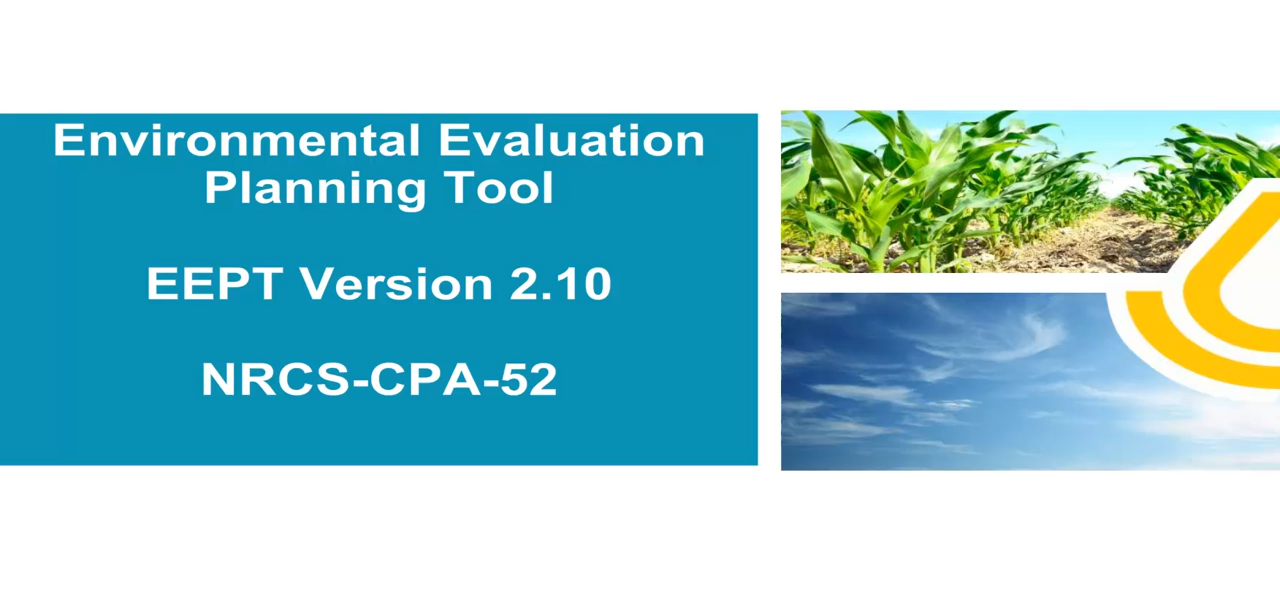 Environmental Evaluation
Planning Tool
EEPT Version 2.10
NRCS-CPA-52